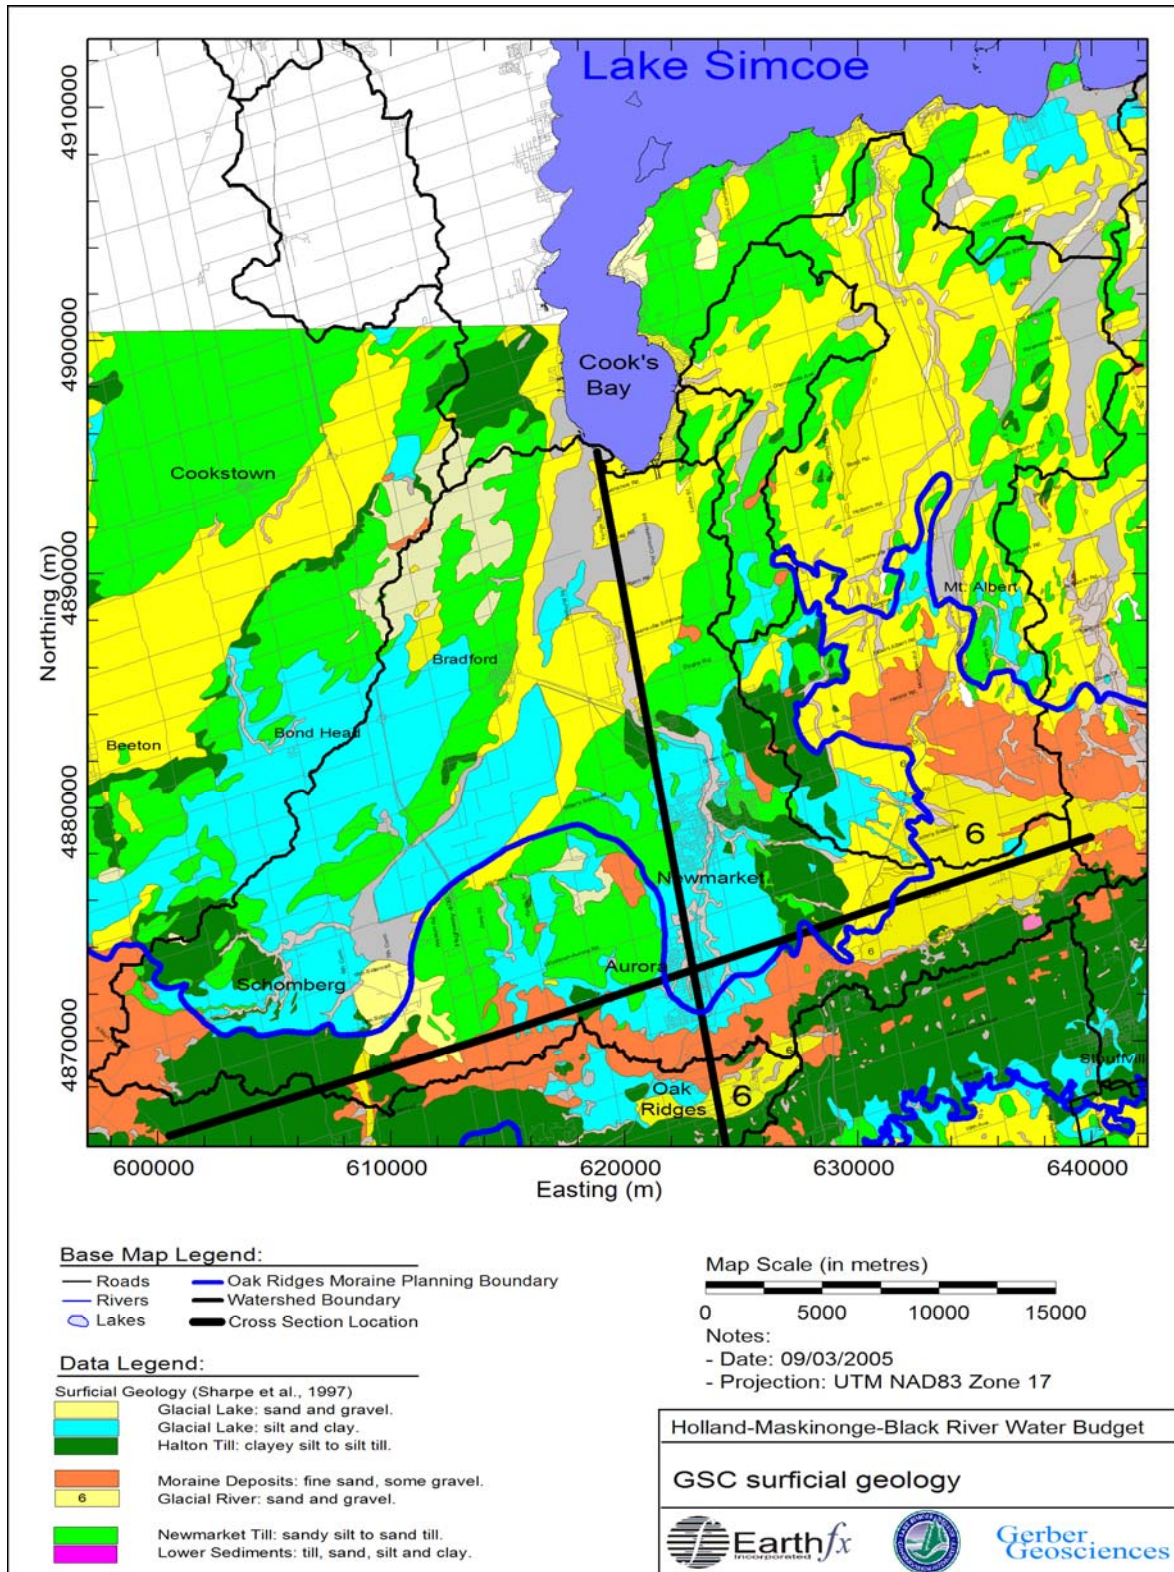 Lake Simcoe
4910000
4900000
Cook's
Bay
Cookstown
4890000
Mt. Albert
Northing (m)
Bradford
Bond Head
Beeton
4880000
6
Newmarket
Aurora
Schomberg
4870000
Oak
Ridges
6
Stouffvill
600000
610000
620000
630000
640000
Easting (m)
Base Map Legend:
Roads
Oak Ridges Moraine Planning Boundary
Rivers
Watershed Boundary
Lakes
Cross Section Location
Map Scale (in metres)
0 5000 10000 15000
Notes:
- Date: 09/03/2005
- Projection: UTM NAD83 Zone 17
Data Legend:
Surficial Geology (Sharpe et al., 1997)
Glacial Lake: sand and gravel.
Glacial Lake: silt and clay.
Halton Till: clayey silt to silt till.
Moraine Deposits: fine sand, some gravel.
6 Glacial River: sand and gravel.
Newmarket Till: sandy silt to sand till.
Lower Sediments: till, sand, silt and clay.
Holland-Maskinonge-Black River Water Budget
GSC surficial geology
Earthfx
Incorporated
Gerber
Geosciences